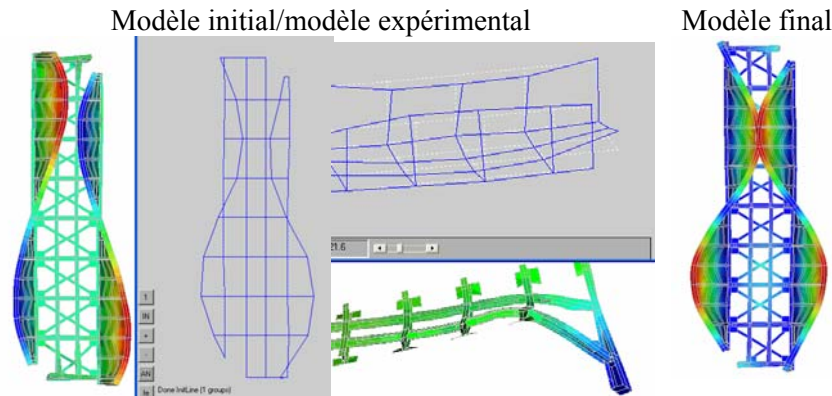 Modèle initial/modèle expérimental
Modèle final
21.6
1
IN
+
-
AN
Done InitLine (1 groups)